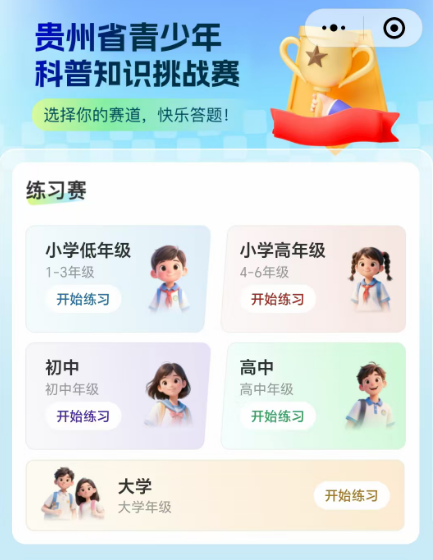 贵州省青少年
科普知识挑战赛
选择你的赛道，快乐答题！
练习赛
小学低年级
1-3年级
开始练习
小学高年级
4-6年级
开始练习
初中
初中年级
开始练习
高中
高中年级
开始练习
大学
大学年级
开始练习